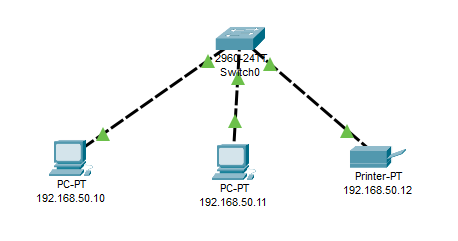 2960-24TT
Switch0
PC-PT
192.168.50.10
PC-PT
192.168.50.11
Printer-PT
192.168.50.12